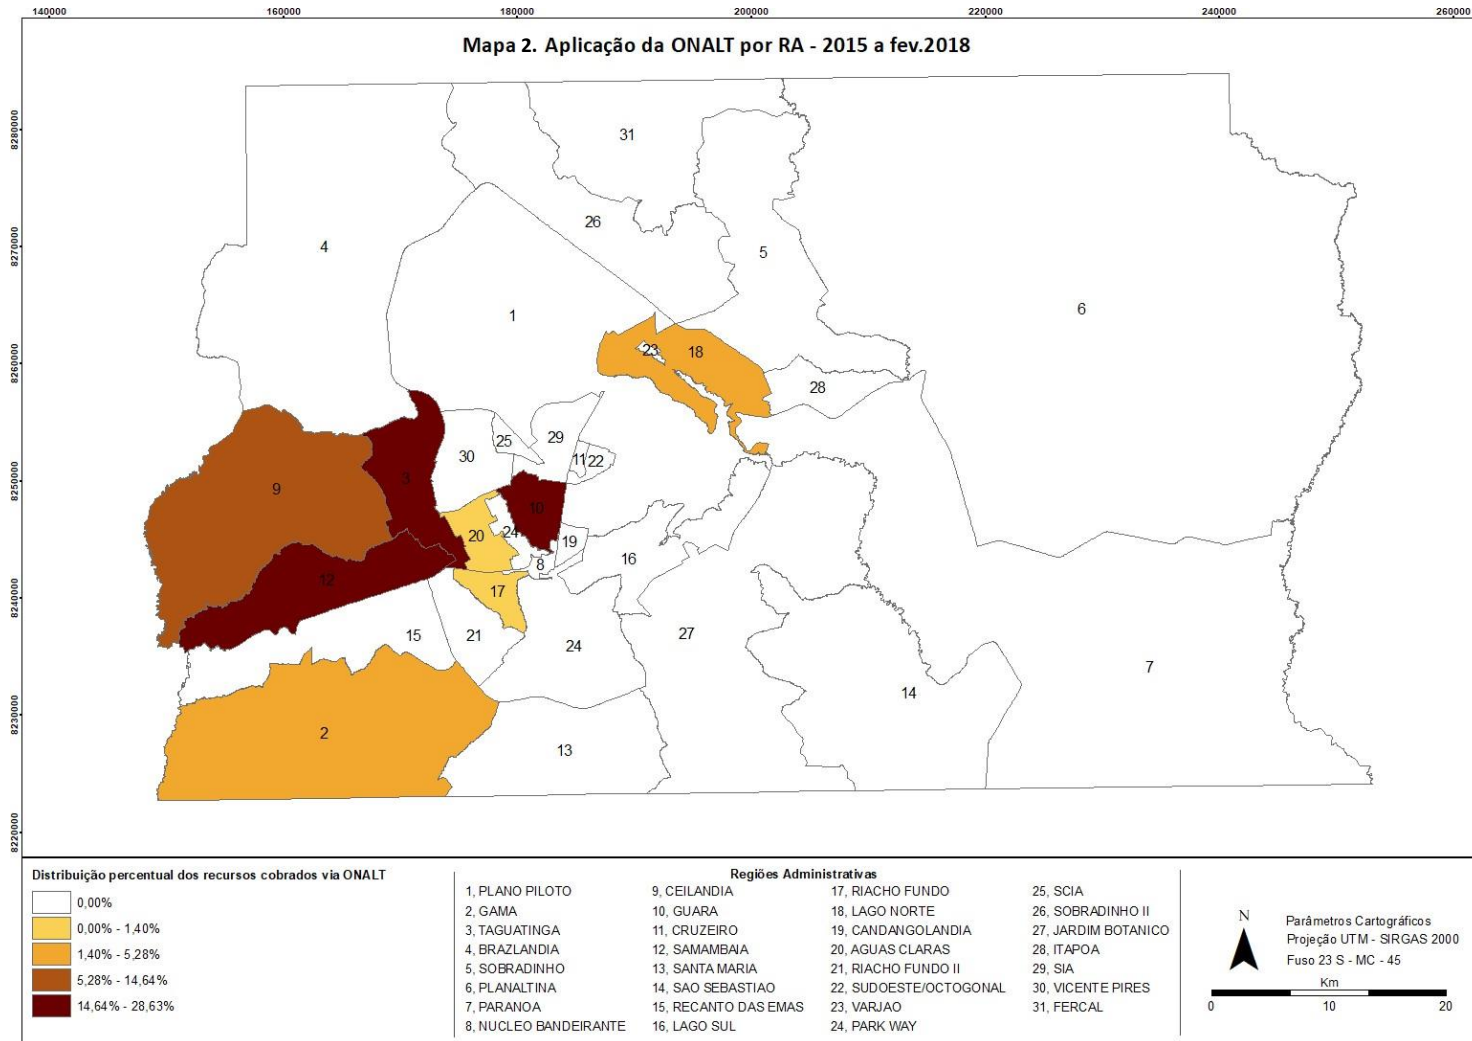 140000 160000 180000 200000 220000 240000 260000
Mapa 2. Aplicação da ONALT por RA - 2015 a fev.2018
8280000
8270000
8260000
8250000
8240000
8230000
8220000
31
26
4
5
6
1
23
18
28
29
25
30
11
22
3
9
10
20
24
19
8
16
12
17
15
21
24
27
7
14
2
13
Distribuição percentual dos recursos cobrados via ONALT
0,00%
0,00% - 1,40%
1,40% - 5,28%
5,28% - 14,64%
14,64% - 28,63%
Regiões Administrativas
1, PLANO PILOTO
2, GAMA
3, TAGUATINGA
4, BRAZLANDIA
5, SOBRADINHO
6, PLANALTINA
7, PARANOA
8, NUCLEO BANDEIRANTE
9, CEILANDIA
10, GUARA
11, CRUZEIRO
12, SAMAMBAIA
13, SANTA MARIA
14, SAO SEBASTIAO
15, RECANTO DAS EMAS
16, LAGO SUL
17, RIACHO FUNDO
18, LAGO NORTE
19, CANDANGOLANDIA
20, AGUAS CLARAS
21, RIACHO FUNDO II
22, SUDOESTE/OCTOGONAL
23, VARJAO
24, PARK WAY
25, SCIA
26, SOBRADINHO II
27, JARDIM BOTANICO
28, ITAPOA
29, SIA
30, VICENTE PIRES
31, FERCAL
N
Parâmetros Cartográficos
Projeção UTM - SIRGAS 2000
Fuso 23 S - MC - 45
Km
0 10 20